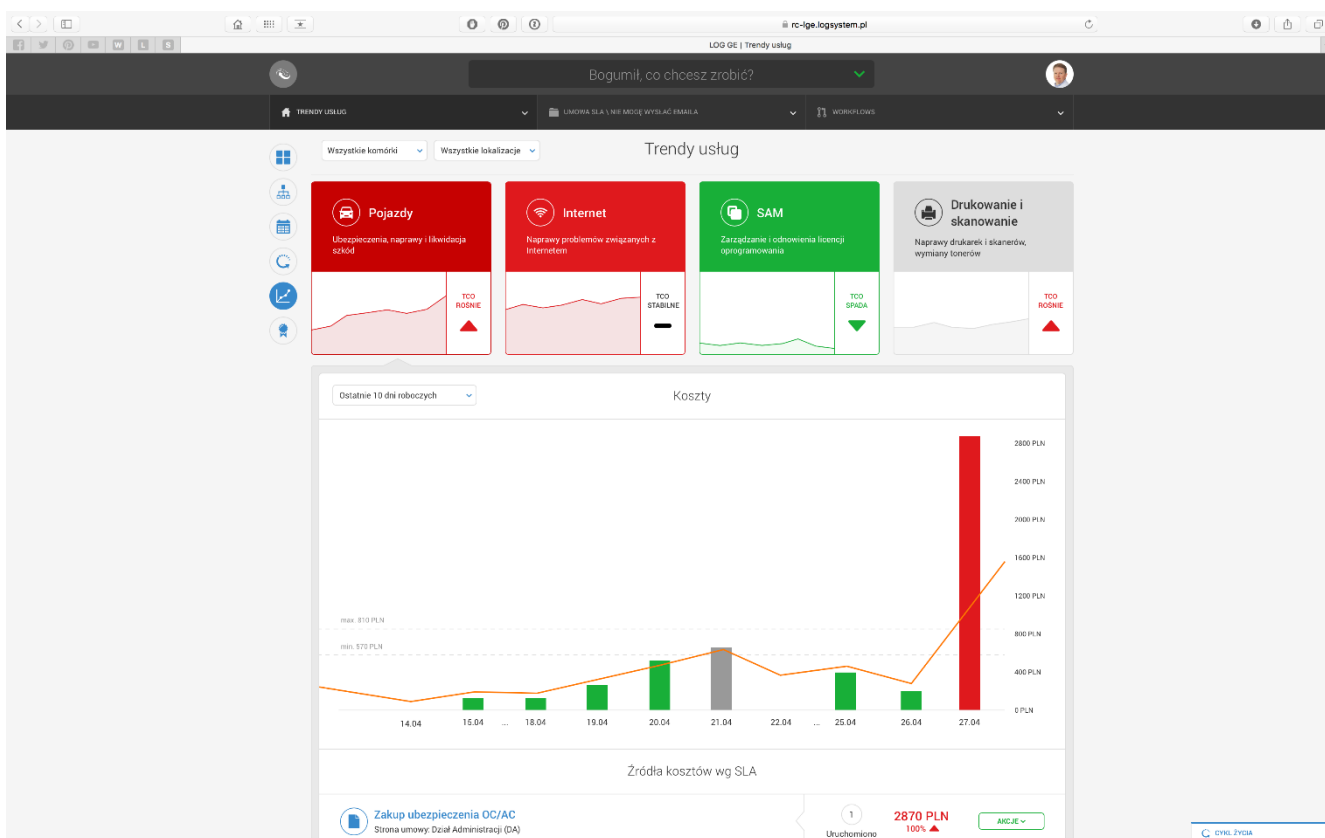 rc-lge.logsystem.pl
W L S
LOG GE | Trendy usług
Bogumił, co chcesz zrobić?
TRENDY USŁUG
UMOWA SLA \ NIE MOGĘ WYSŁAĆ EMAILA
WORKFLOWS
Wszystkie komórki
Wszystkie lokalizacje
Trendy usług
Pojazdy
Ubezpieczenia, naprawy i likwidacja
szkód
TCO
ROŚNIE
Internet
Naprawy problemów związanych z
Internetem
TCO
STABILNE
SAM
Zarządzanie i odnowienia licencji
oprogramowania
TCO
SPADA
Drukowanie i
skanowanie
Naprawy drukarek i skanerów,
wymiany tonerów
TCO
ROŚNIE
Ostatnie 10 dni roboczych
Koszty
2800 PLN
2400 PLN
2000 PLN
1600 PLN
1200 PLN
800 PLN
400 PLN
0 PLN
max. 810 PLN
min. 570 PLN
14.04 15.04 ... 18.04 19.04 20.04 21.04 22.04 ... 25.04 26.04 27.04
Źródła kosztów wg SLA
Zakup ubezpieczenia OC/AC
Strona umowy: Dział Administracji (DA)
1
Uruchomiono
2870 PLN
100%
AKCJE
CYKL ŻYCIA